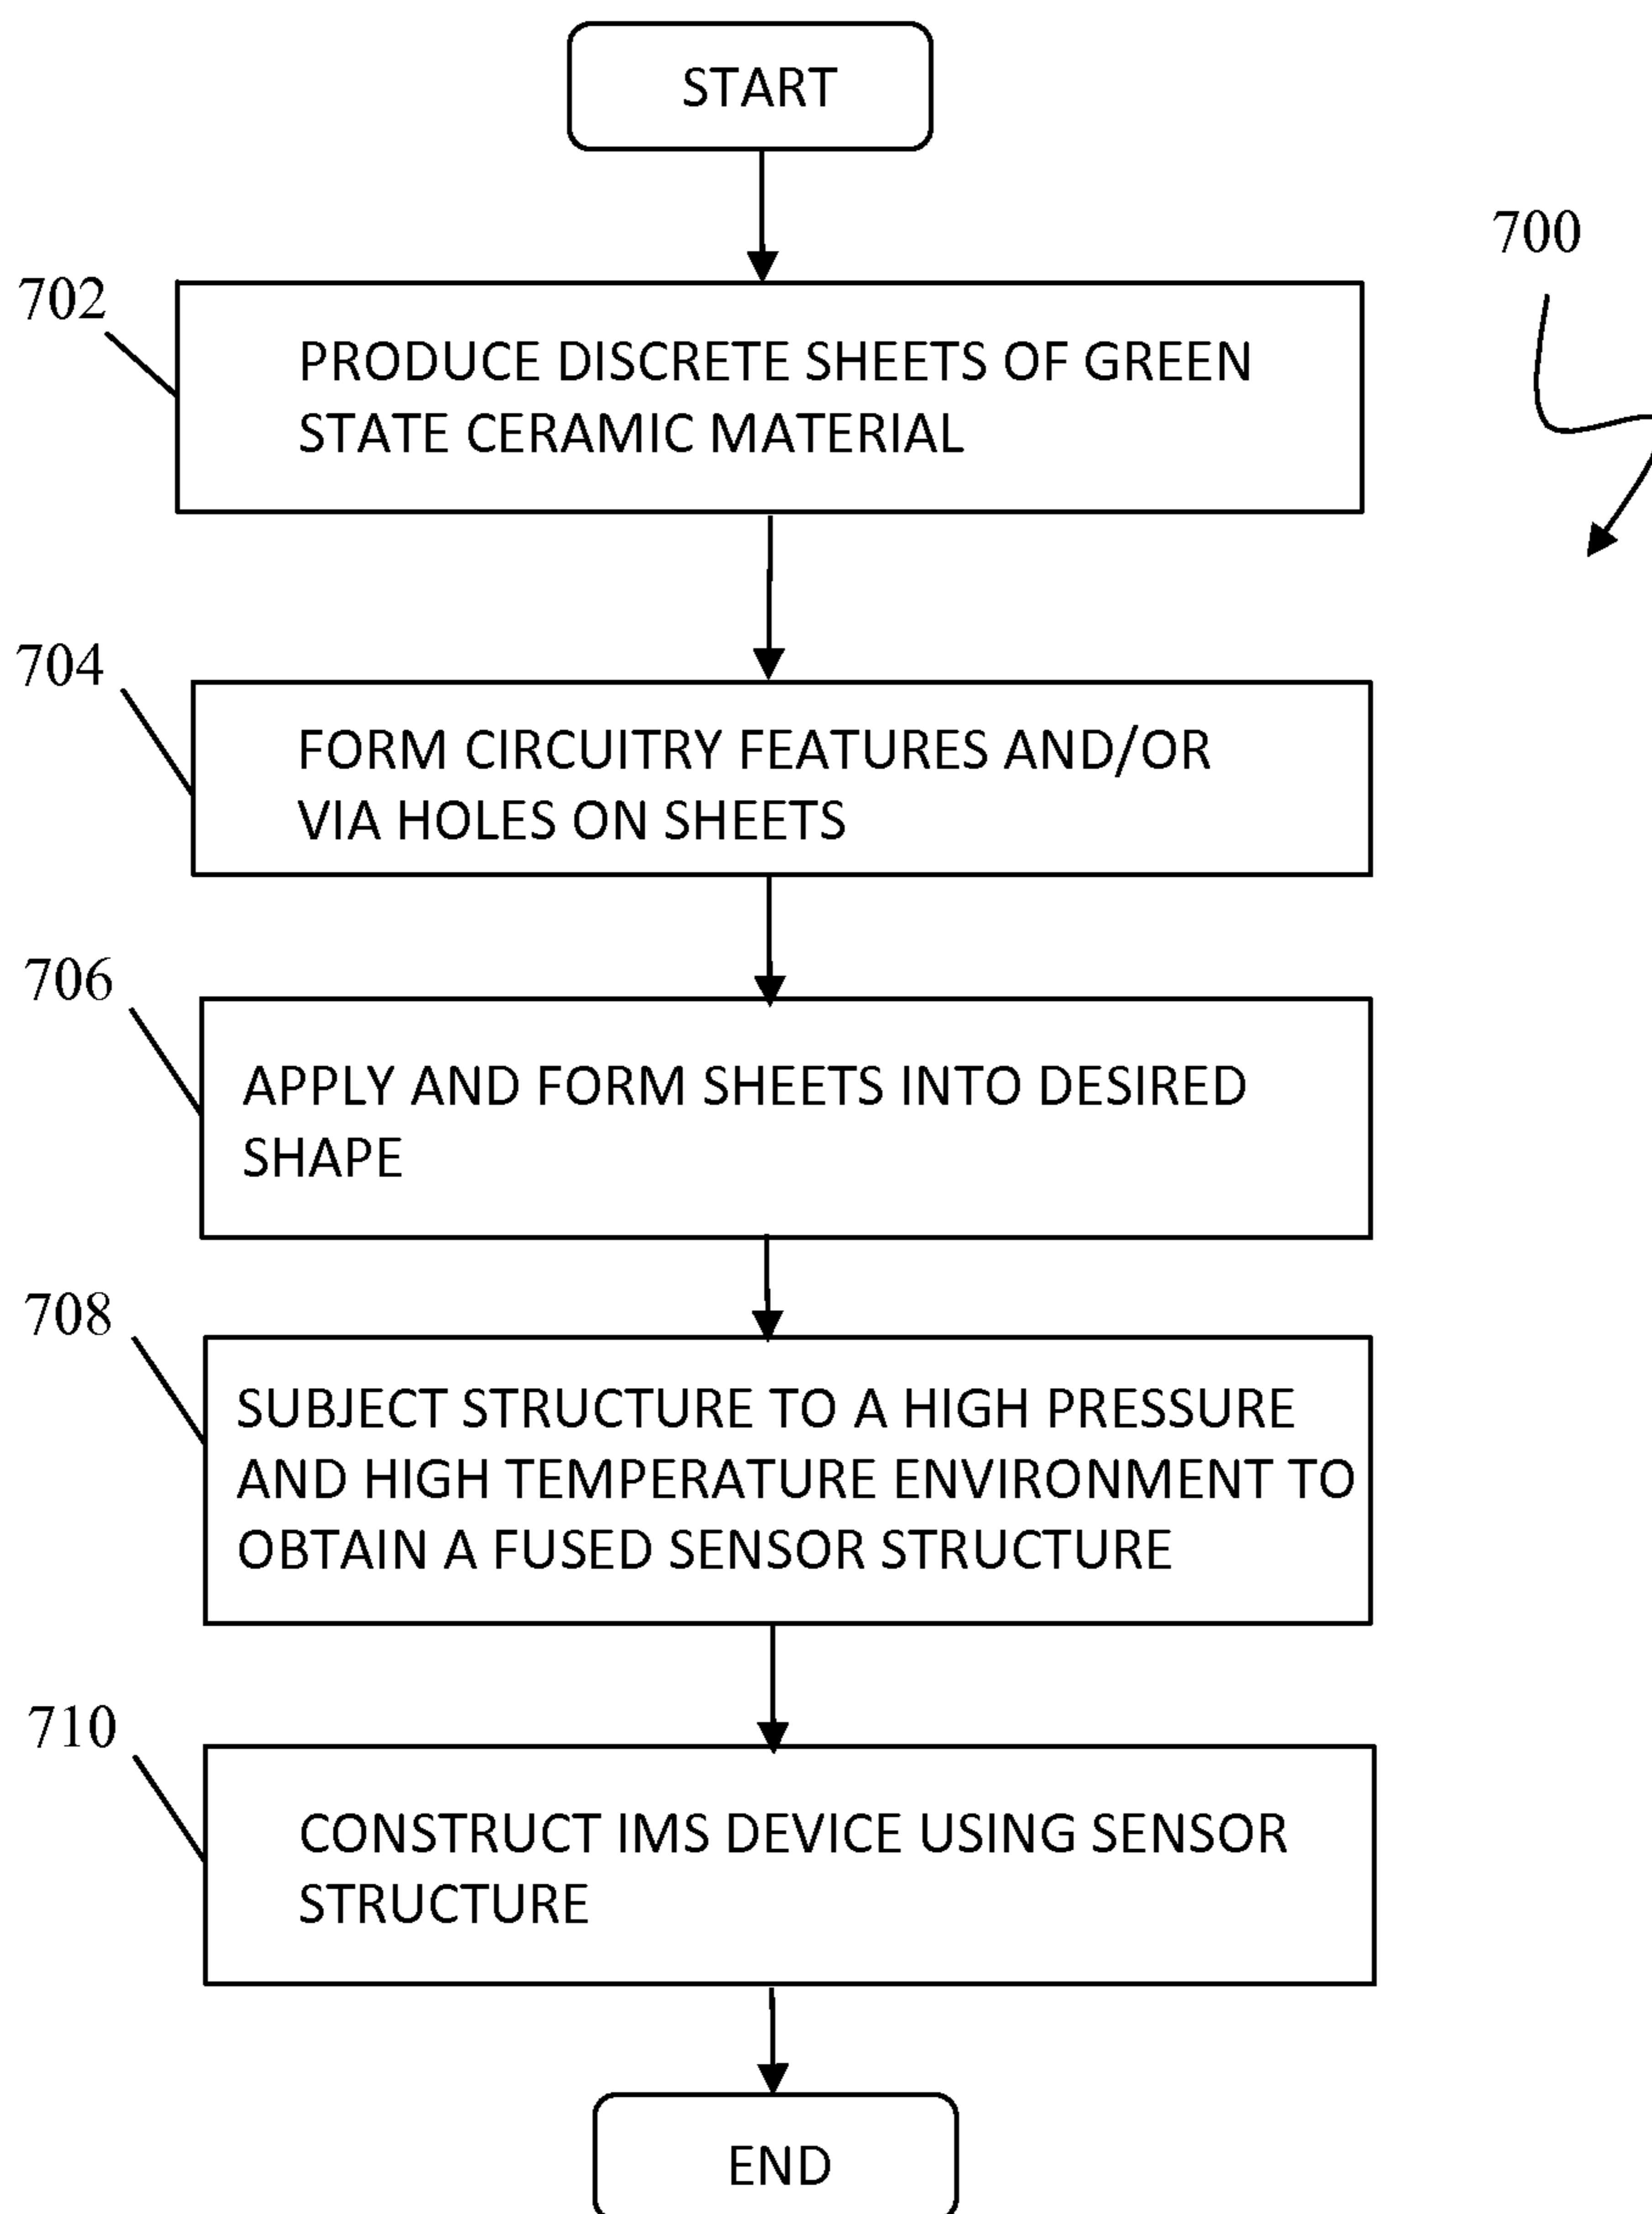 START
700
702
PRODUCE DISCRETE SHEETS OF GREEN
STATE CERAMIC MATERIAL
704
FORM CIRCUITRY FEATURES AND/OR
VIA HOLES ON SHEETS
706
APPLY AND FORM SHEETS INTO DESIRED
SHAPE
708
SUBJECT STRUCTURE TO A HIGH PRESSURE
AND HIGH TEMPERATURE ENVIRONMENT TO
OBTAIN A FUSED SENSOR STRUCTURE
710
CONSTRUCT IMS DEVICE USING SENSOR
STRUCTURE
END